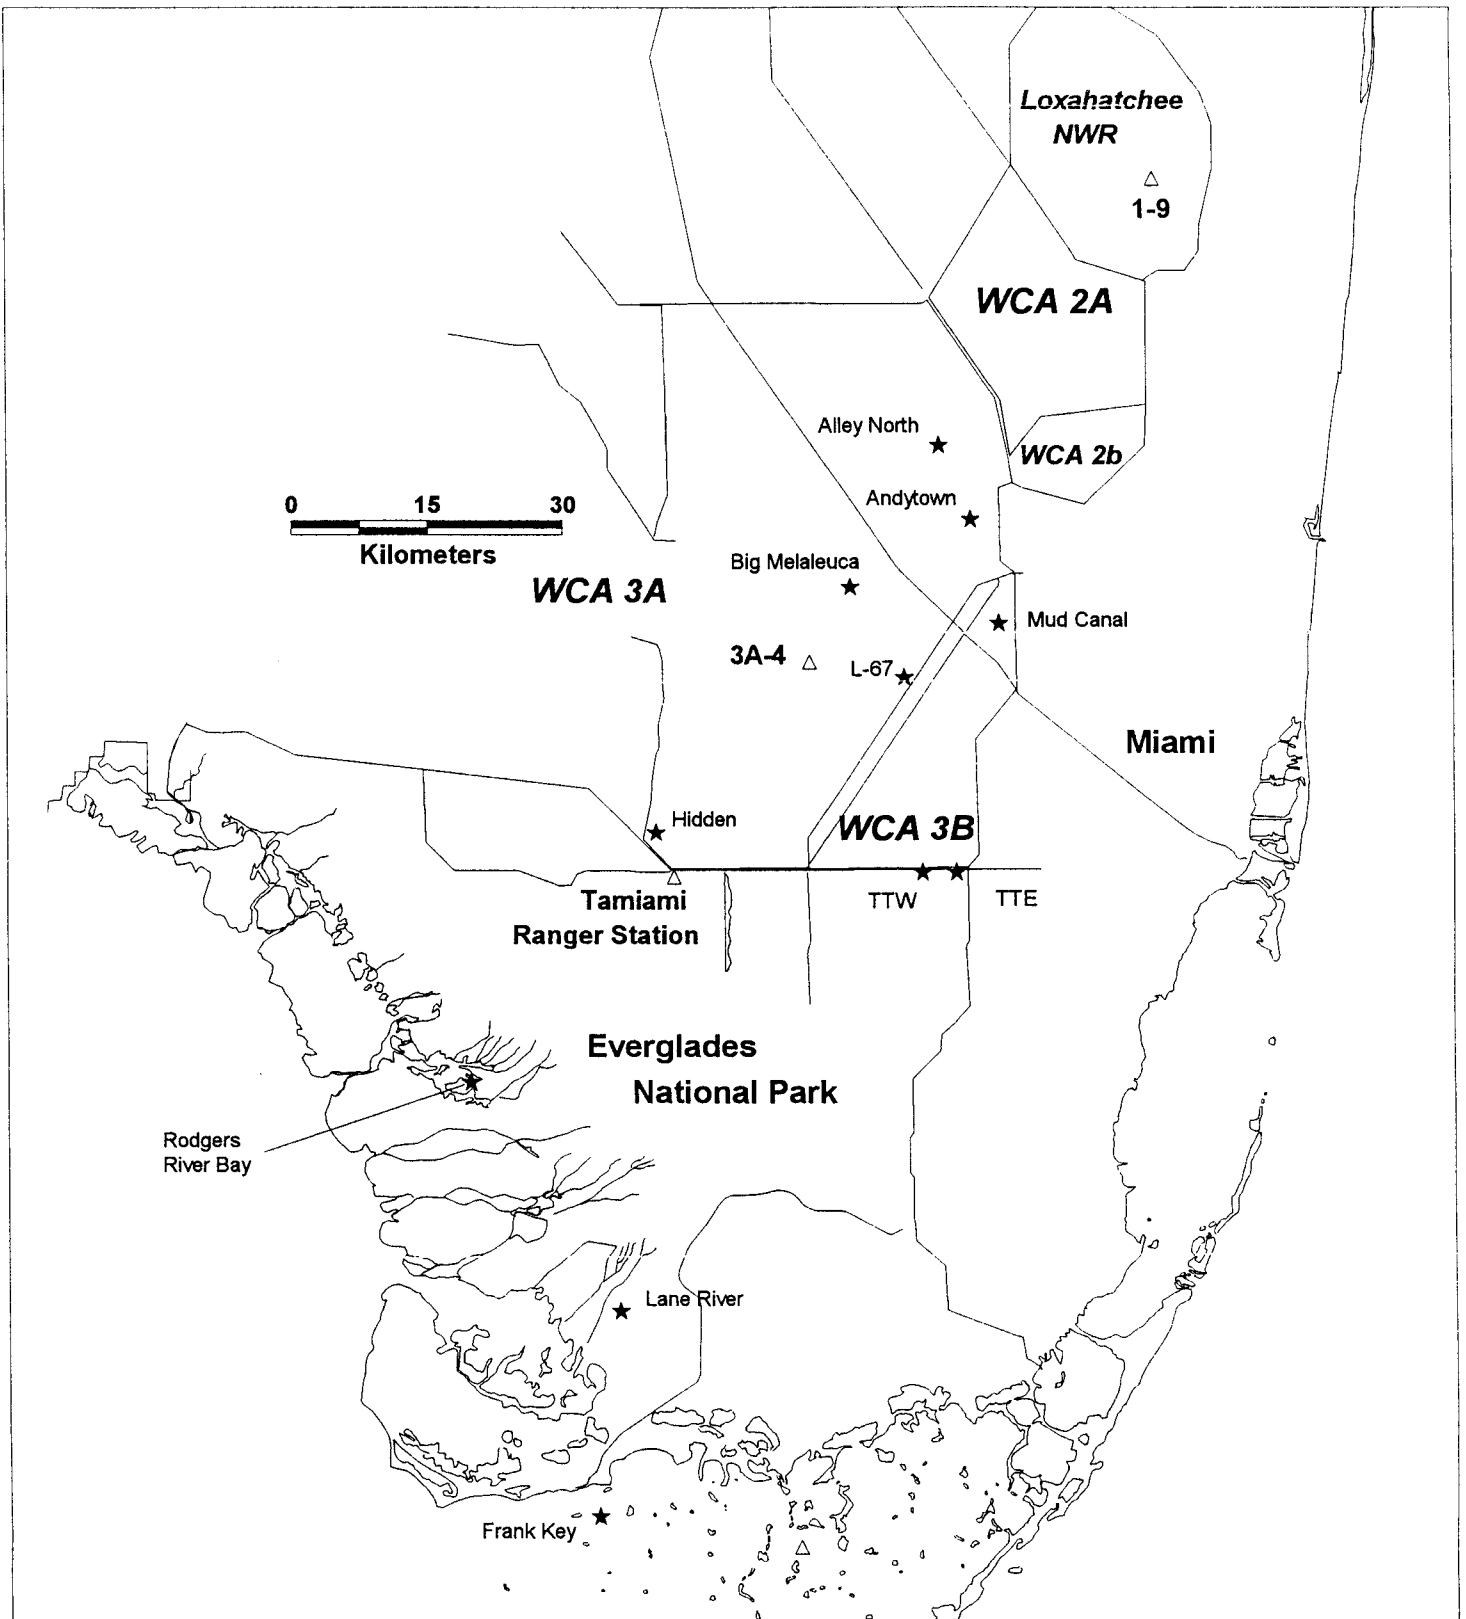 Loxahatchee
NWR
1-9
WCA 2A
Alley North
WCA 2b
Andytown
0 15 30
Kilometers
Big Melaleuca
WCA 3A
Mud Canal
3A-4
L-67
Miami
Hidden
WCA 3B
Tamiami
Ranger Station
TTW
TTE
Everglades
National Park
Rodgers
River Bay
Lane River
Frank Key